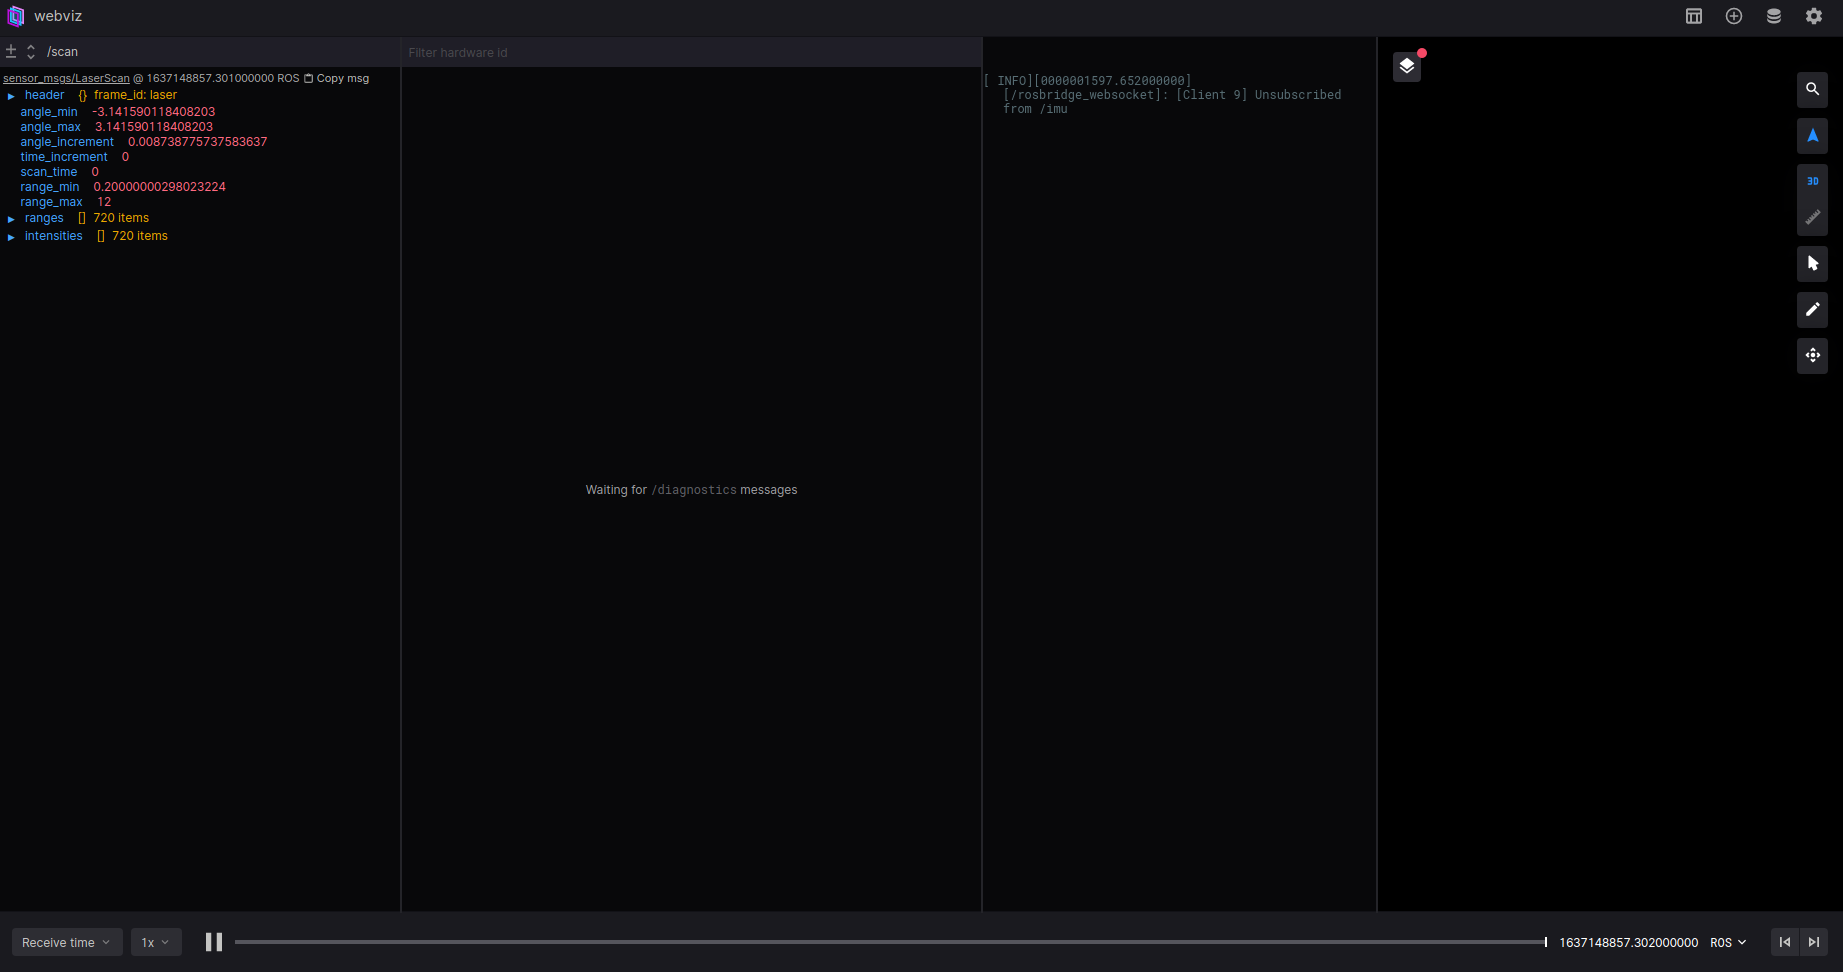 webviz
/scan
sensor_msgs/LaserScan @ 1637148857.301000000 ROS Copy msg
header {} frame_id: laser
angle_min -3.141590118408203
angle_max 3.141590118408203
angle_increment 0.008738775737583637
time_increment 0
scan_time 0
range_min 0.20000000298023224
range_max 12
ranges [] 720 items
intensities [] 720 items
Filter hardware id
Waiting for /diagnostics messages
[ INFO][0000001597.652000000]
[/rosbridge_websocket]: [Client 9] Unsubscribed
from /imu
3D
Receive time
1x
1637148857.302000000 ROS